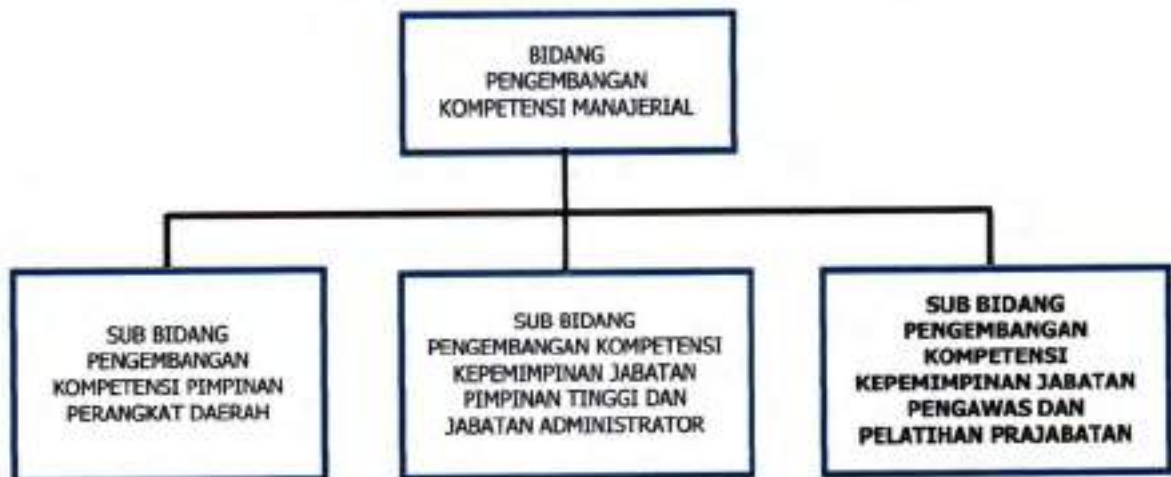 BIDANG
PENGEMBANGAN
KOMPETENSI MANAJERIAL
SUB BIDANG
PENGEMBANGAN
KOMPETENSI PIMPINAN
PERANGKAT DAERAH
SUB BIDANG
PENGEMBANGAN KOMPETENSI
KEPEMIMPINAN JABATAN
PIMPINAN TINGGI DAN
JABATAN ADMINISTRATOR
SUB BIDANG
PENGEMBANGAN
KOMPETENSI
KEPEMIMPINAN JABATAN
PENGAWAS DAN
PELATIHAN PRAJABATAN